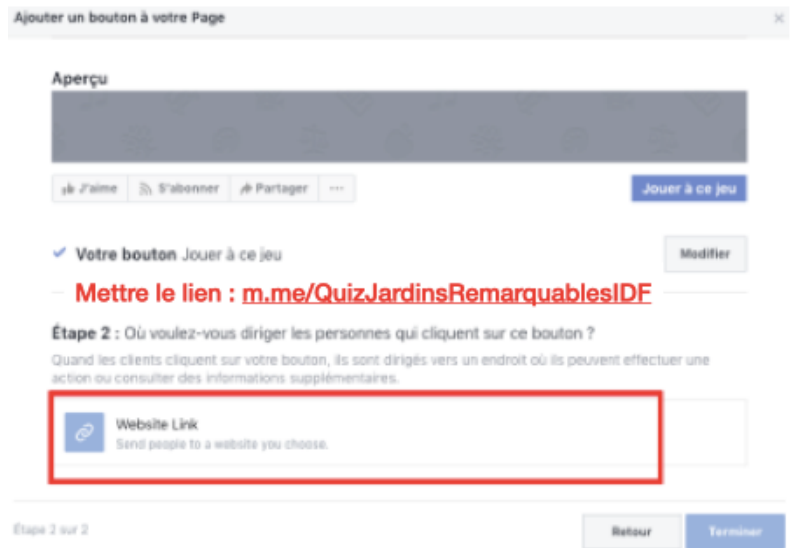 Ajouter un bouton à votre Page
Aperçu
J'aime S'abonner Partager ...
Jouer à ce jeu
Votre bouton Jouer à ce jeu
Modifier
Mettre le lien : m.me/QuizJardinsRemarquablesIDF
Étape 2 : Où voulez-vous diriger les personnes qui cliquent sur ce bouton ?
Quand les clients cliquent sur votre bouton, ils sont dirigés vers un endroit où ils peuvent effectuer une
action ou consulter des informations supplémentaires.
Website Link
Send people to a website you choose.
Étape 2 sur 2
Retour
Terminer